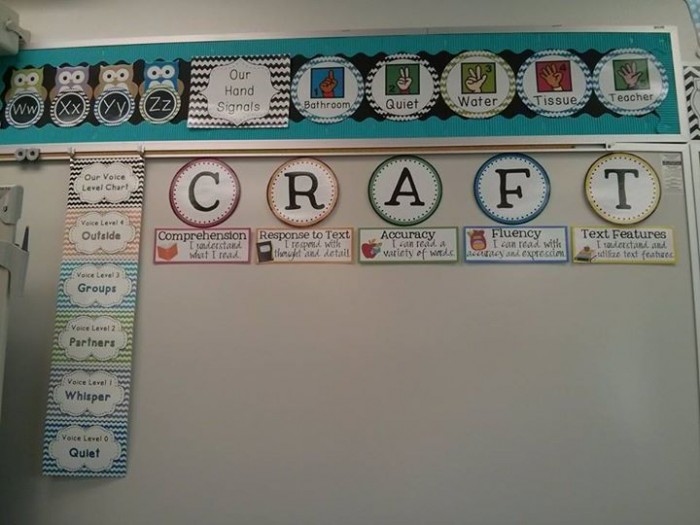 Ww Xx Yy Zz
Our
Hand
Signals
Bathroom
2
Quiet
3
Water
4
Tissue
Teacher
C R A F T
Comprehension
I understand
what I read.
Response to Text
I respond with
thought and detail.
Accuracy
I can read a
variety of words.
Fluency
I can read with
accuracy and expression.
Text Features
I understand and
utilize text features.
Our Voice
Level Chart
Voice Level 4
Outside
Voice Level 3
Groups
Voice Level 2
Partners
Voice Level 1
Whisper
Voice Level 0
Quiet